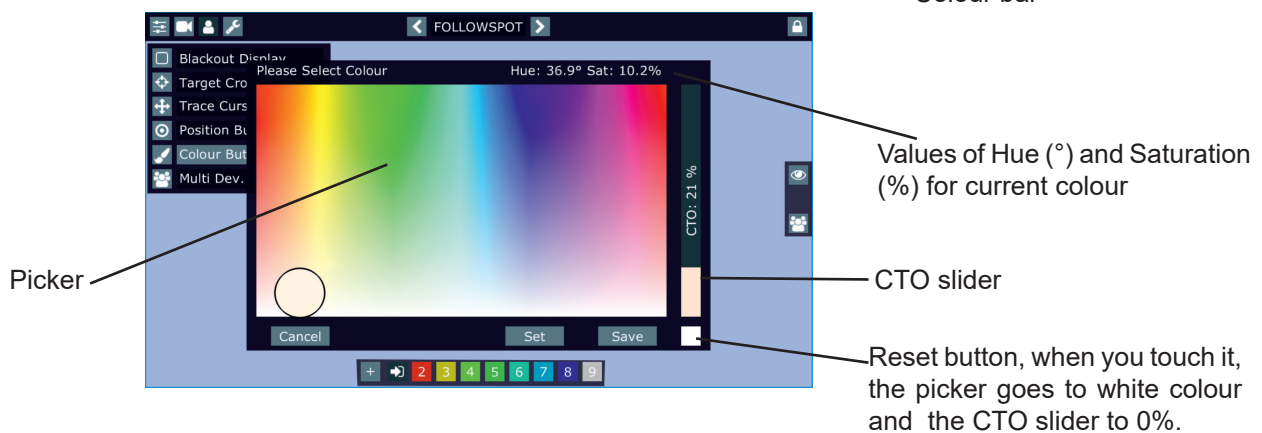 Colour bar
FOLLOWSPOT
Blackout Display
Please Select Colour
Hue: 36.9° Sat: 10.2%
Target Cro
Trace Curs
Position Bu
Colour But
Multi Dev.
CTO: 21 %
Values of Hue (°) and Saturation
(%) for current colour
Picker
CTO slider
Cancel
Set
Save
Reset button, when you touch it,
the picker goes to white colour
and the CTO slider to 0%.
+ 2 3 4 5 6 7 8 9